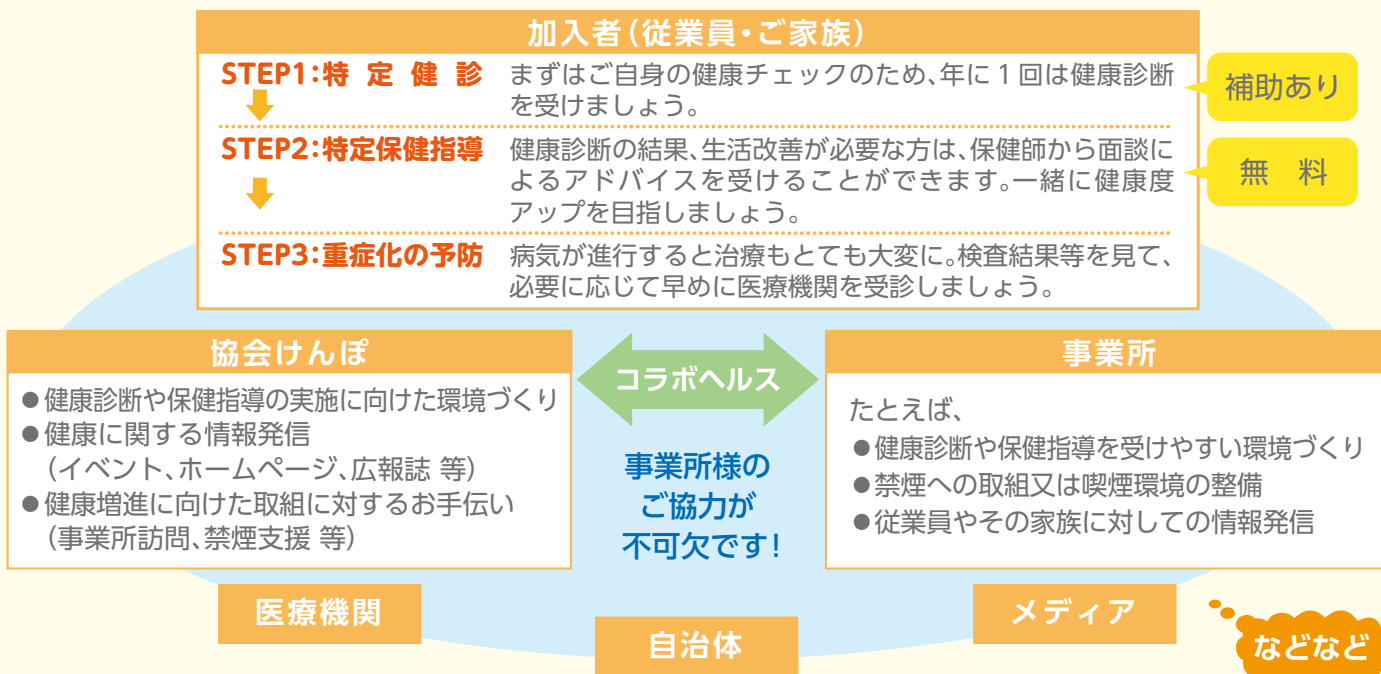 加入者（従業員・ご家族）
STEP1：特定健診 まずはご自身の健康チェックのため、年に1回は健康診断
を受けましょう。
補助あり
STEP2：特定保健指導 健康診断の結果、生活改善が必要な方は、保健師から面談に
よるアドバイスを受けることができます。一緒に健康度
アップを目指しましょう。
無料
STEP3：重症化の予防 病気が進行すると治療もとても大変に。検査結果等を見て、
必要に応じて早めに医療機関を受診しましょう。
協会けんぽ
●健康診断や保健指導の実施に向けた環境づくり
●健康に関する情報発信
（イベント、ホームページ、広報誌 等）
●健康増進に向けた取組に対するお手伝い
（事業所訪問、禁煙支援 等）
コラボヘルス
事業所様の
ご協力が
不可欠です！
事業所
たとえば、
●健康診断や保健指導を受けやすい環境づくり
●禁煙への取組又は喫煙環境の整備
●従業員やその家族に対しての情報発信
医療機関
自治体
メディア
などなど